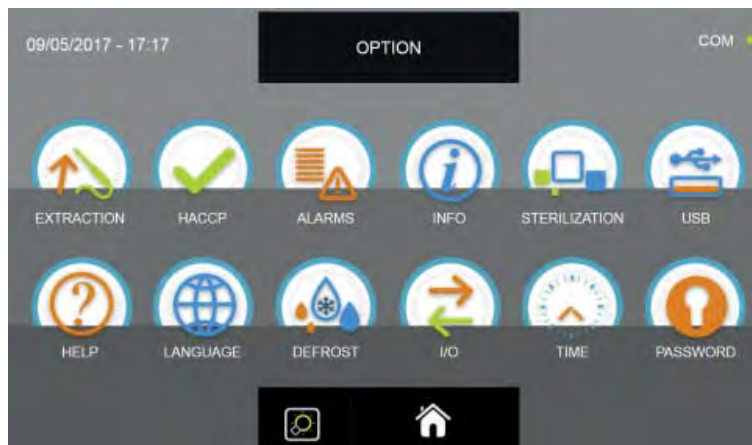 09/05/2017 - 17:17 OPTION COM
EXTRACTION HACCP ALARMS INFO STERILIZATION USB
HELP LANGUAGE DEFROST I/O TIME PASSWORD